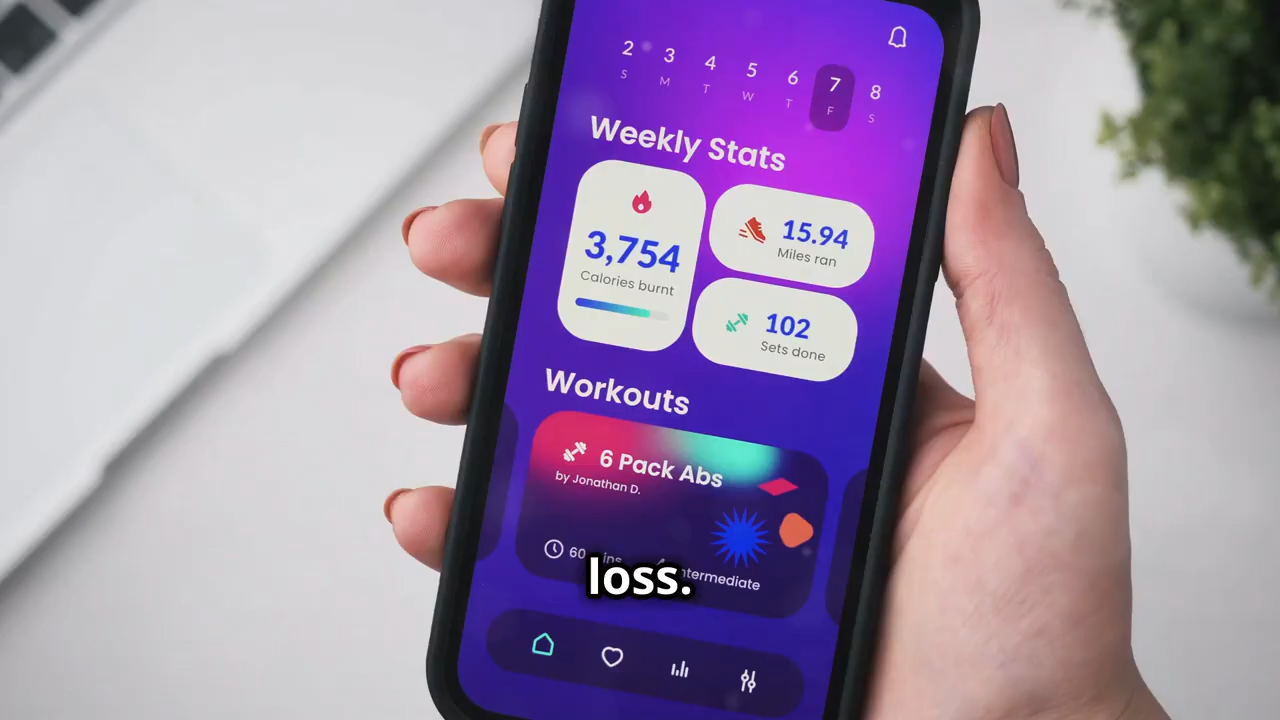 2 3 4 5 6 7 8
S M T W T F S
Weekly Stats
3,754
Calories burnt
15.94
Miles ran
102
Sets done
Workouts
6 Pack Abs
by Jonathan D.
60
loss.